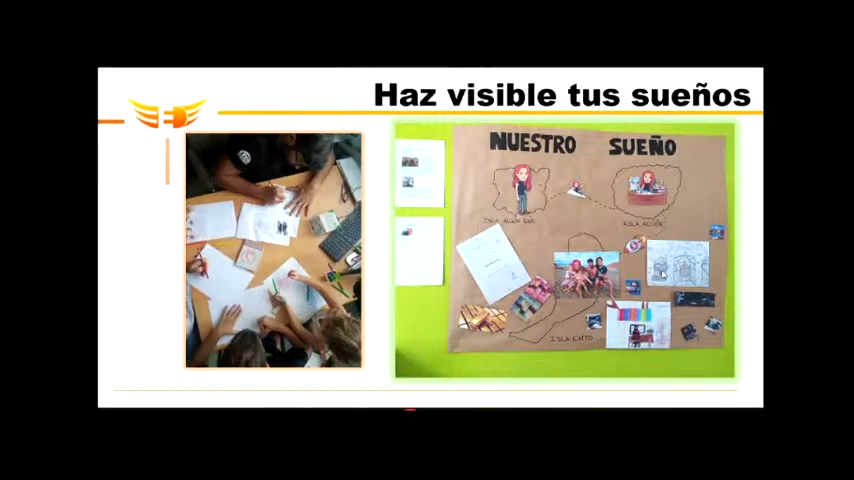 Haz visible tus sueños
NUESTRO SUEÑO
ISLA ACCIÓN
ISLA EXITO